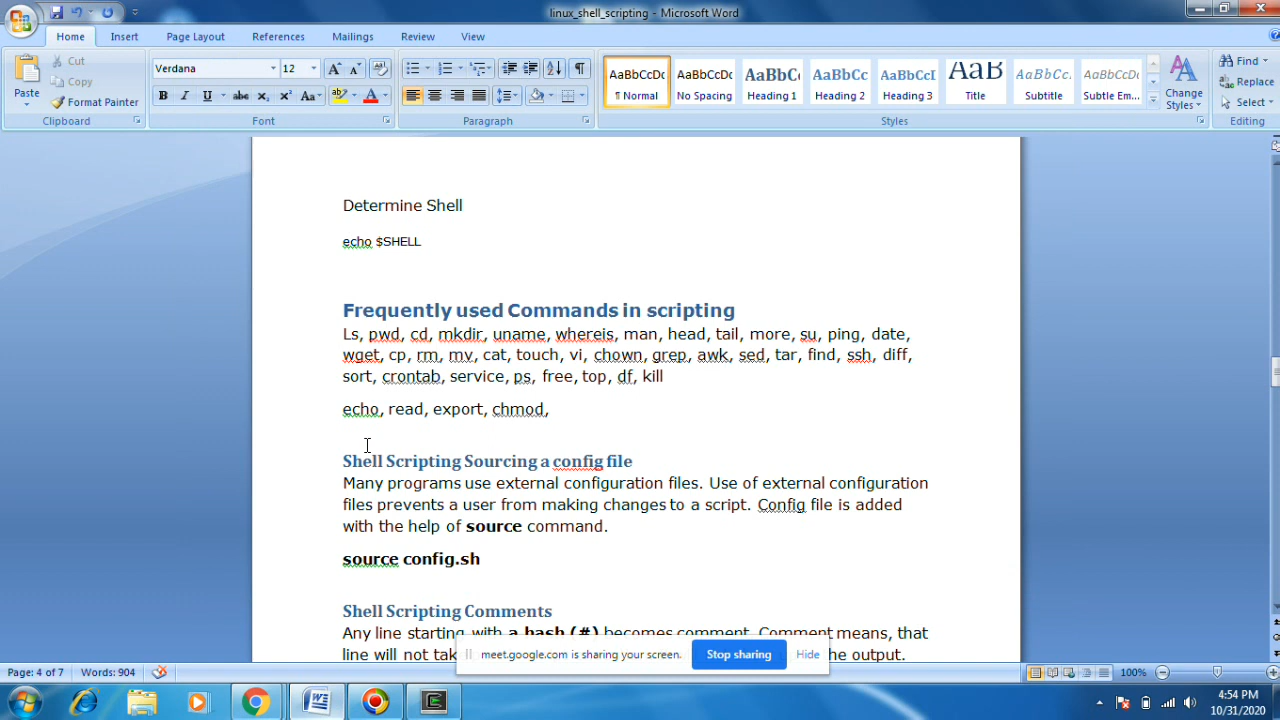 linux_shell_scripting - Microsoft Word
Home Insert Page Layout References Mailings Review View
Verdana 12
Cut
Copy
Format Painter
Paste
Clipboard
B I U abc x₂ x² Aa A
Font
Paragraph
AaBbCcDc AaBbCcDc AaBbC AaBbCc AaBbCcI AaB AaBbCc. AaBbCcDc
¶ Normal No Spacing Heading 1 Heading 2 Heading 3 Title Subtitle Subtle Em...
Change Styles
Styles
Find
Replace
Select
Editing
Determine Shell
echo $SHELL
Frequently used Commands in scripting
Ls, pwd, cd, mkdir, uname, whereis, man, head, tail, more, su, ping, date,
wget, cp, rm, mv, cat, touch, vi, chown, grep, awk, sed, tar, find, ssh, diff,
sort, crontab, service, ps, free, top, df, kill
echo, read, export, chmod,
Shell Scripting Sourcing a config file
Many programs use external configuration files. Use of external configuration
files prevents a user from making changes to a script. Config file is added
with the help of source command.
source config.sh
Shell Scripting Comments
Any line starting with a hash (#) becomes comment. Comment means, that
line will not tak he output.
meet.google.com is sharing your screen. Stop sharing Hide
Page: 4 of 7 Words: 904 100%
4:54 PM
10/31/2020